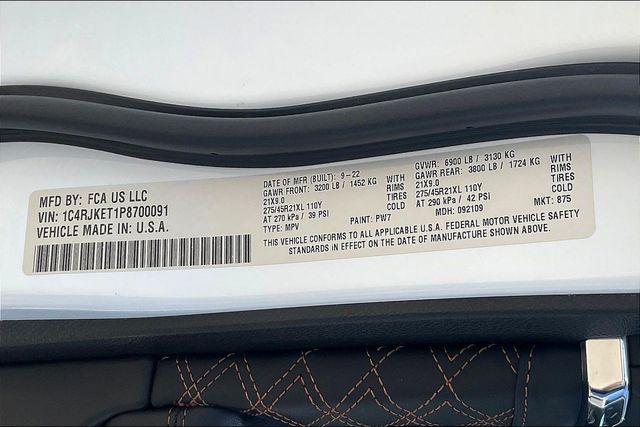 MFD BY: FCA US LLC
VIN: 1C4RJKET1P8700091
VEHICLE MADE IN: U.S.A.
DATE OF MFR (BUILT): 9-22
GAWR FRONT: 3200 LB / 1452 KG WITH
21X9.0 RIMS
275/45R21XL 110Y TIRES
AT 270 kPa / 39 PSI COLD
TYPE: MPV PAINT: PW7
GVWR: 6900 LB / 3130 KG
GAWR REAR: 3800 LB / 1724 KG WITH
21X9.0 RIMS
275/45R21XL 110Y TIRES
AT 290 kPa / 42 PSI COLD
MDH: 092109 MKT: 875
THIS VEHICLE CONFORMS TO ALL APPLICABLE U.S.A. FEDERAL MOTOR VEHICLE SAFETY
STANDARDS IN EFFECT ON THE DATE OF MANUFACTURE SHOWN ABOVE.